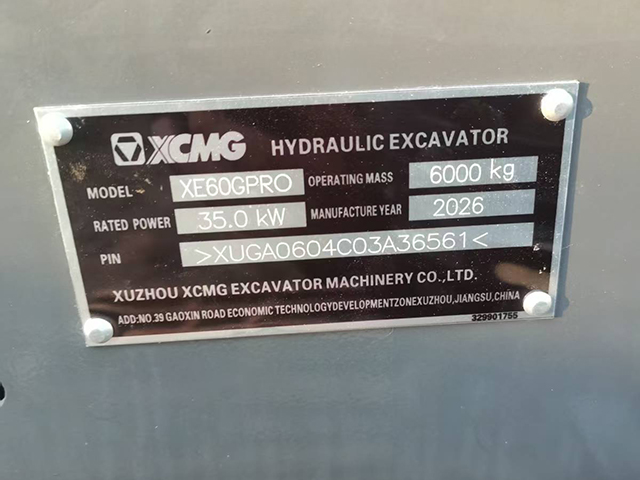 XCMG HYDRAULIC EXCAVATOR
MODEL XE60GPRO OPERATING MASS 6000 kg
RATED POWER 35.0 kW MANUFACTURE YEAR 2026
PIN >XUGA0604C03A36561<
XUZHOU XCMG EXCAVATOR MACHINERY CO.,LTD.
ADD:NO.39 GAOXIN ROAD ECONOMIC TECHNOLOGYDEVELOPMENTZONEXUZHOU,JIANGSU,CHINA
329901755